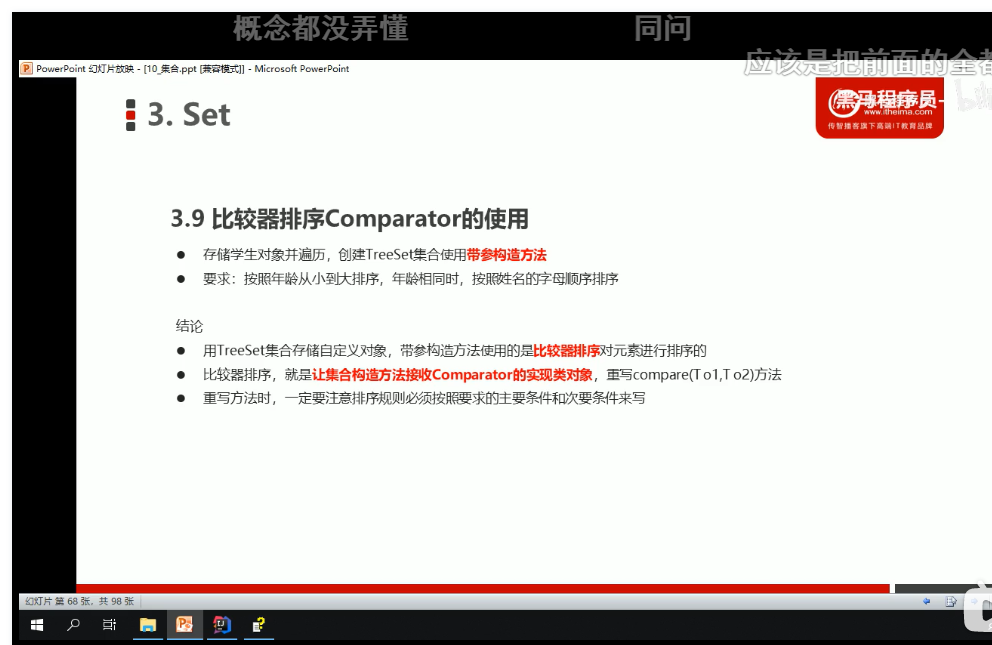 概念都没弄懂
同问
应该是把前面的全都
PowerPoint 幻灯片放映 - [10_集合.ppt [兼容模式]] - Microsoft PowerPoint
3. Set
黑马程序员
www.itheima.com
传智播客旗下高端IT教育品牌
3.9 比较器排序Comparator的使用
● 存储学生对象并遍历，创建TreeSet集合使用带参构造方法
● 要求：按照年龄从小到大排序，年龄相同时，按照姓名的字母顺序排序
结论
● 用TreeSet集合存储自定义对象，带参构造方法使用的是比较器排序对元素进行排序的
● 比较器排序，就是让集合构造方法接收Comparator的实现类对象，重写compare(T o1,T o2)方法
● 重写方法时，一定要注意排序规则必须按照要求的主要条件和次要条件来写
幻灯片 第 68 张，共 98 张